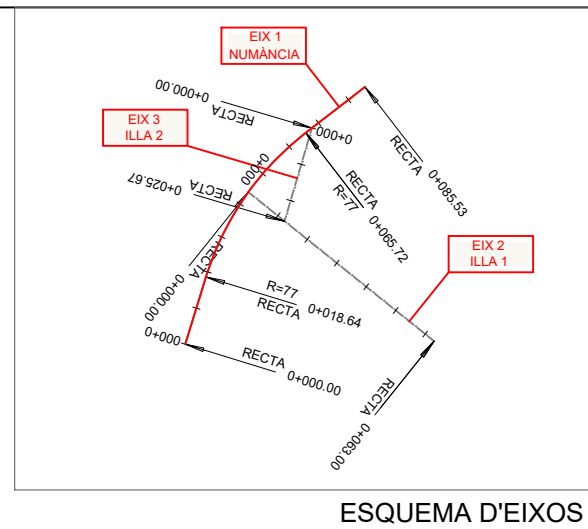 EIX 1
NUMÀNCIA
0+000.00
RECTA
EIX 3
ILLA 2
0+000
RECTA
0+085.53
0+000
RECTA
R=77
0+065.72
RECTA
0+025.67
EIX 2
ILLA 1
RECTA
0+000.00
R=77
RECTA
0+018.64
0+000
RECTA
0+000.00
RECTA
0+063.00
ESQUEMA D'EIXOS